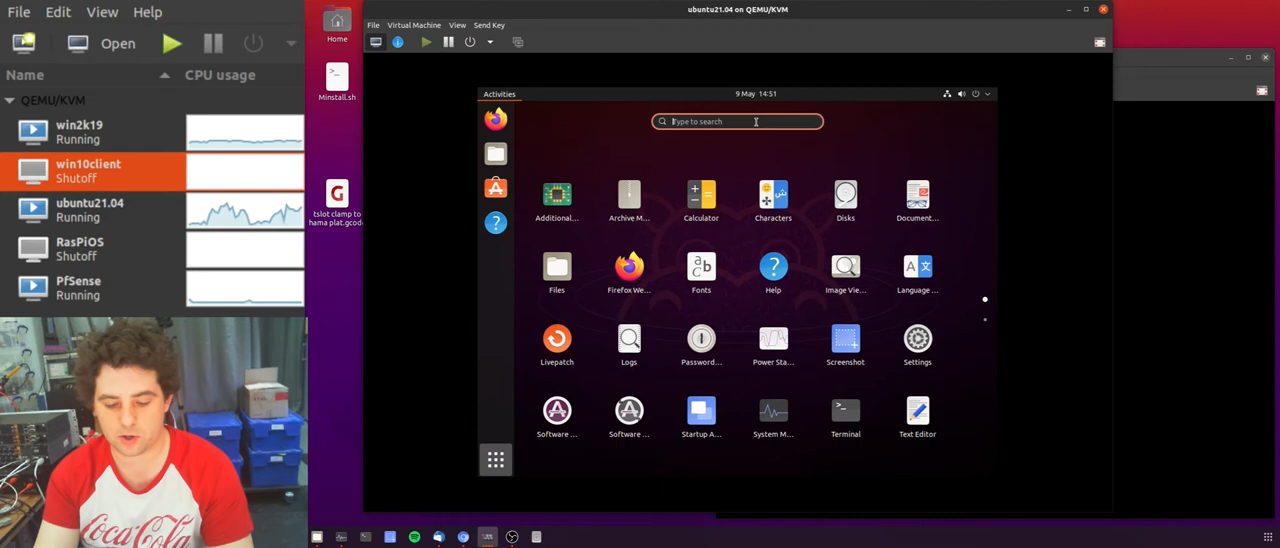 File Edit View Help
Open
Name CPU usage
QEMU/KVM
win2k19
Running
win10client
Shutoff
ubuntu21.04
Running
RasPiOS
Shutoff
PfSense
Running
Coca-Cola
Home
Minstall.sh
tslot clamp to
hama plat.gcode
ubuntu21.04 on QEMU/KVM
File Virtual Machine View Send Key
Activities
9 May 14:51
Type to search
Additional...
Archive M...
Calculator
Characters
Disks
Document...
Files
Firefox We...
Fonts
Help
Image Vie...
Language ...
Livepatch
Logs
Password...
Power Sta...
Screenshot
Settings
Software ...
Software ...
Startup A...
System M...
Terminal
Text Editor